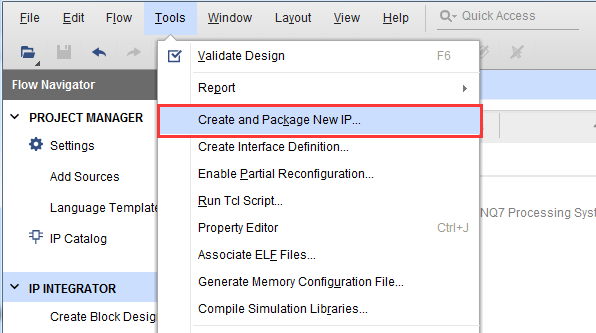 File Edit Flow Tools Window Layout View Help Quick Access
Flow Navigator
PROJECT MANAGER
Settings
Add Sources
Language Template
IP Catalog
IP INTEGRATOR
Create Block Desig
Validate Design F6
Report
Create and Package New IP...
Create Interface Definition...
Enable Partial Reconfiguration...
Run Tcl Script...
Property Editor Ctrl+J
Associate ELF Files...
Generate Memory Configuration File...
Compile Simulation Libraries...
NQ7 Processing Syst